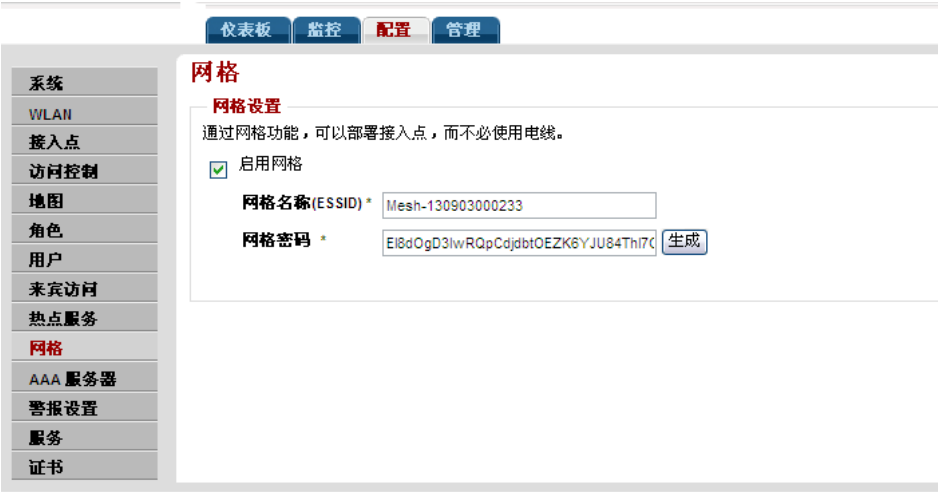 仪表板 监控 配置 管理
系统
WLAN
接入点
访问控制
地图
角色
用户
来宾访问
热点服务
网格
AAA 服务器
警报设置
服务
证书
网格
网格设置
通过网格功能，可以部署接入点，而不必使用电线。
启用网格
网格名称(ESSID) * Mesh-130903000233
网格密码 * 生成